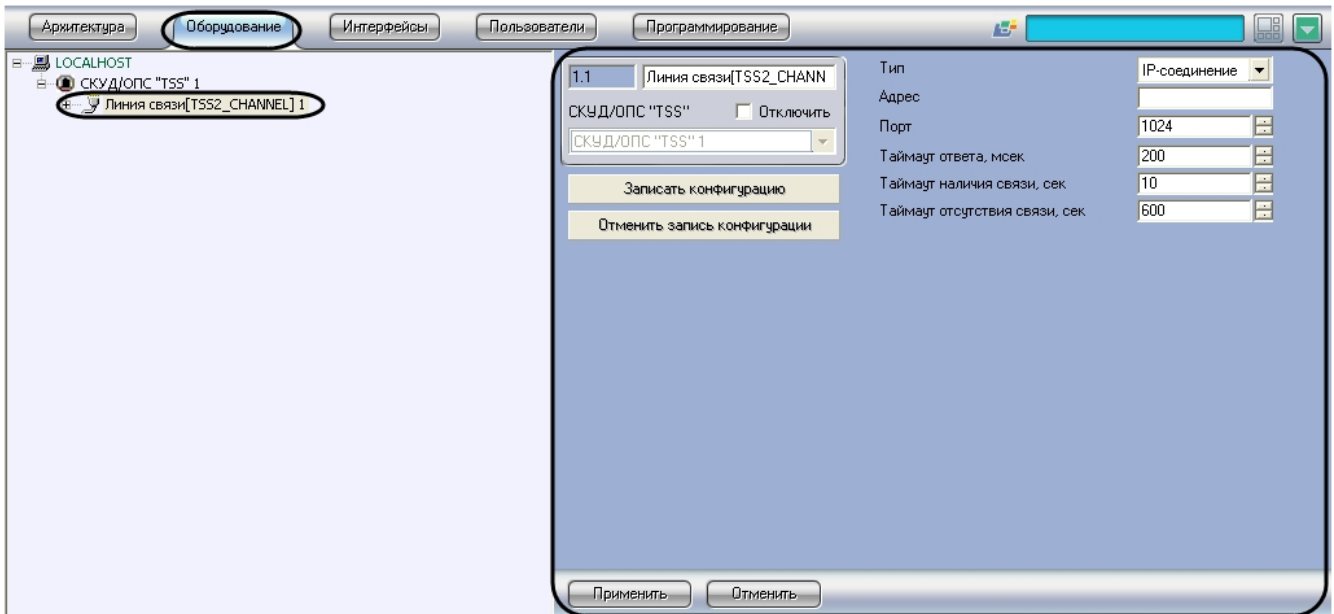 Архитектура Оборудование Интерфейсы Пользователи Программирование
LOCALHOST
СКУД/ОПС "TSS" 1
Линия связи[TSS2_CHANNEL] 1
1.1 Линия связи[TSS2_CHANN
СКУД/ОПС "TSS" Отключить
СКУД/ОПС "TSS" 1
Записать конфигурацию
Отменить запись конфигурации
Тип IP-соединение
Адрес
Порт 1024
Таймаут ответа, мсек 200
Таймаут наличия связи, сек 10
Таймаут отсутствия связи, сек 600
Применить Отменить